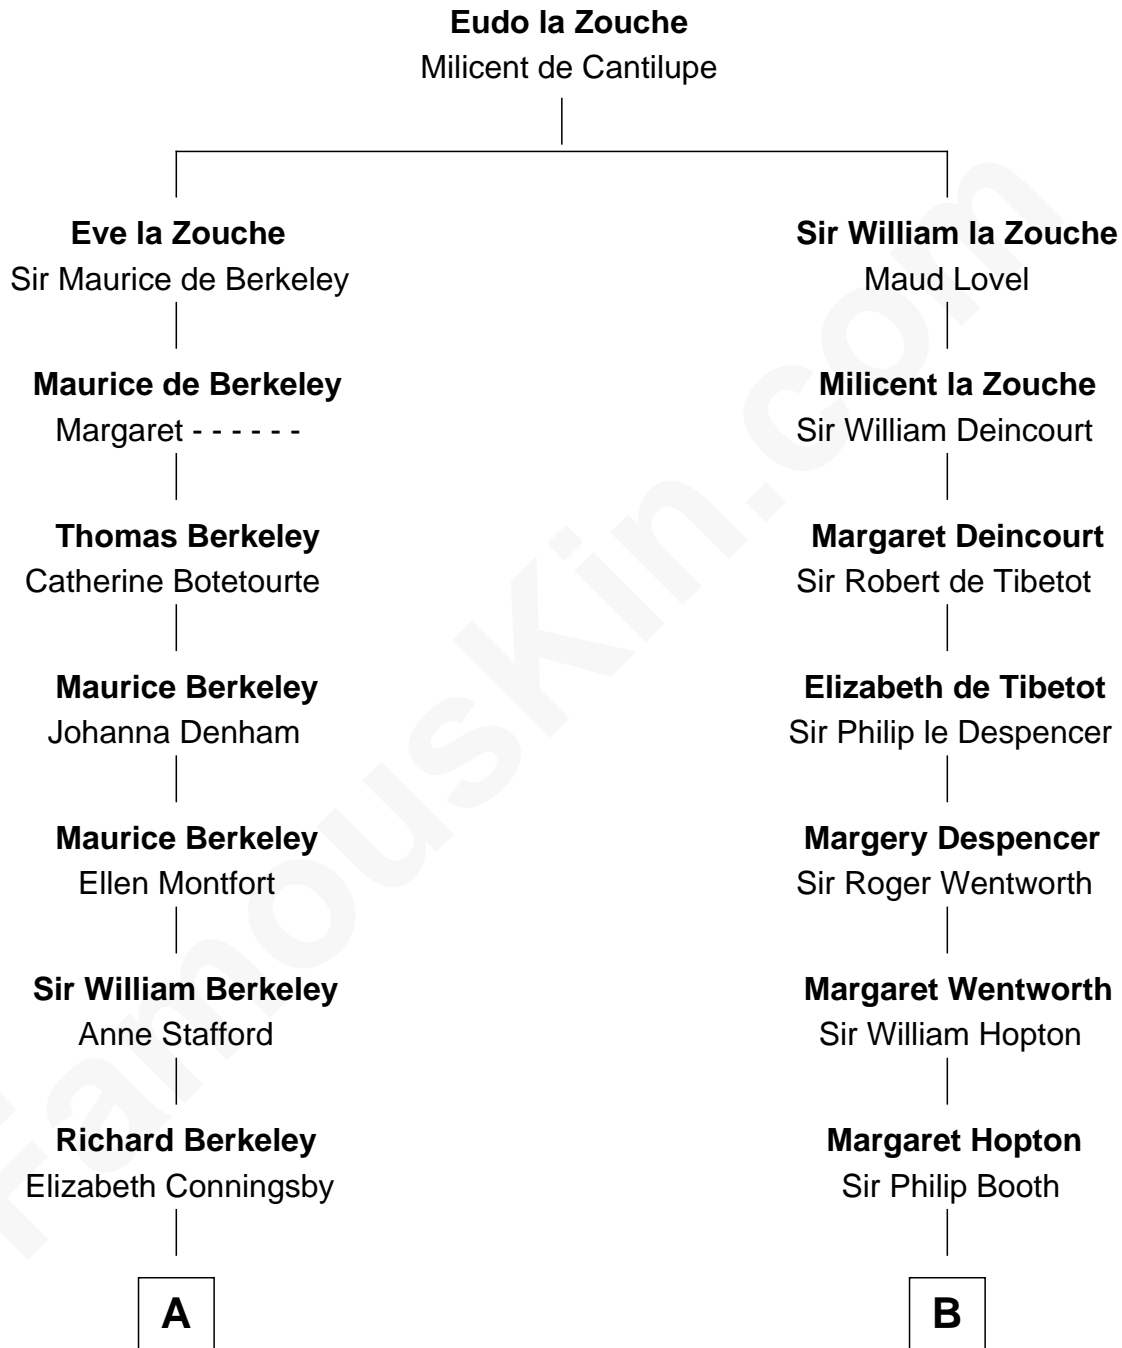 Eudo la Zouche
Milicent de Cantilupe
Eve la Zouche
Sir Maurice de Berkeley
Sir William la Zouche
Maud Lovel
Maurice de Berkeley
Margaret - - - - - -
Milicent la Zouche
Sir William Deincourt
Thomas Berkeley
Catherine Botetourte
Margaret Deincourt
Sir Robert de Tibetot
Maurice Berkeley
Johanna Denham
Elizabeth de Tibetot
Sir Philip le Despencer
Maurice Berkeley
Ellen Montfort
Margery Despencer
Sir Roger Wentworth
Sir William Berkeley
Anne Stafford
Margaret Wentworth
Sir William Hopton
Richard Berkeley
Elizabeth Conningsby
Margaret Hopton
Sir Philip Booth
A
B
FamousKin.com